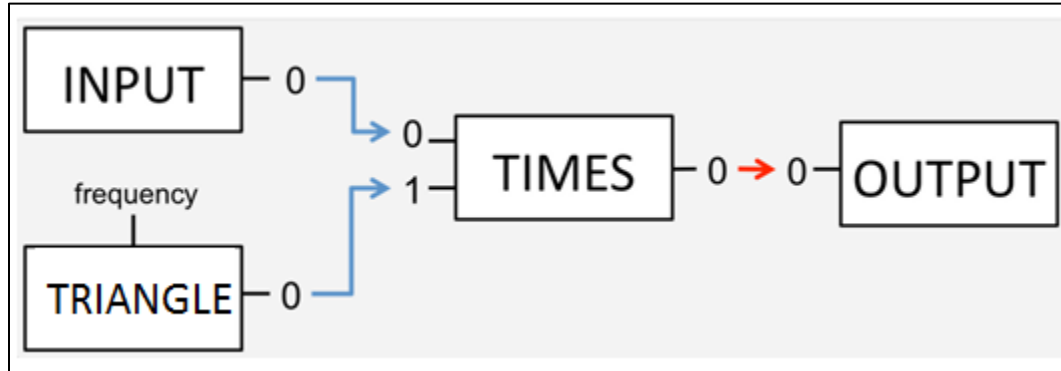 INPUT 0
0
TIMES 0 0 OUTPUT
1
frequency
TRIANGLE 0